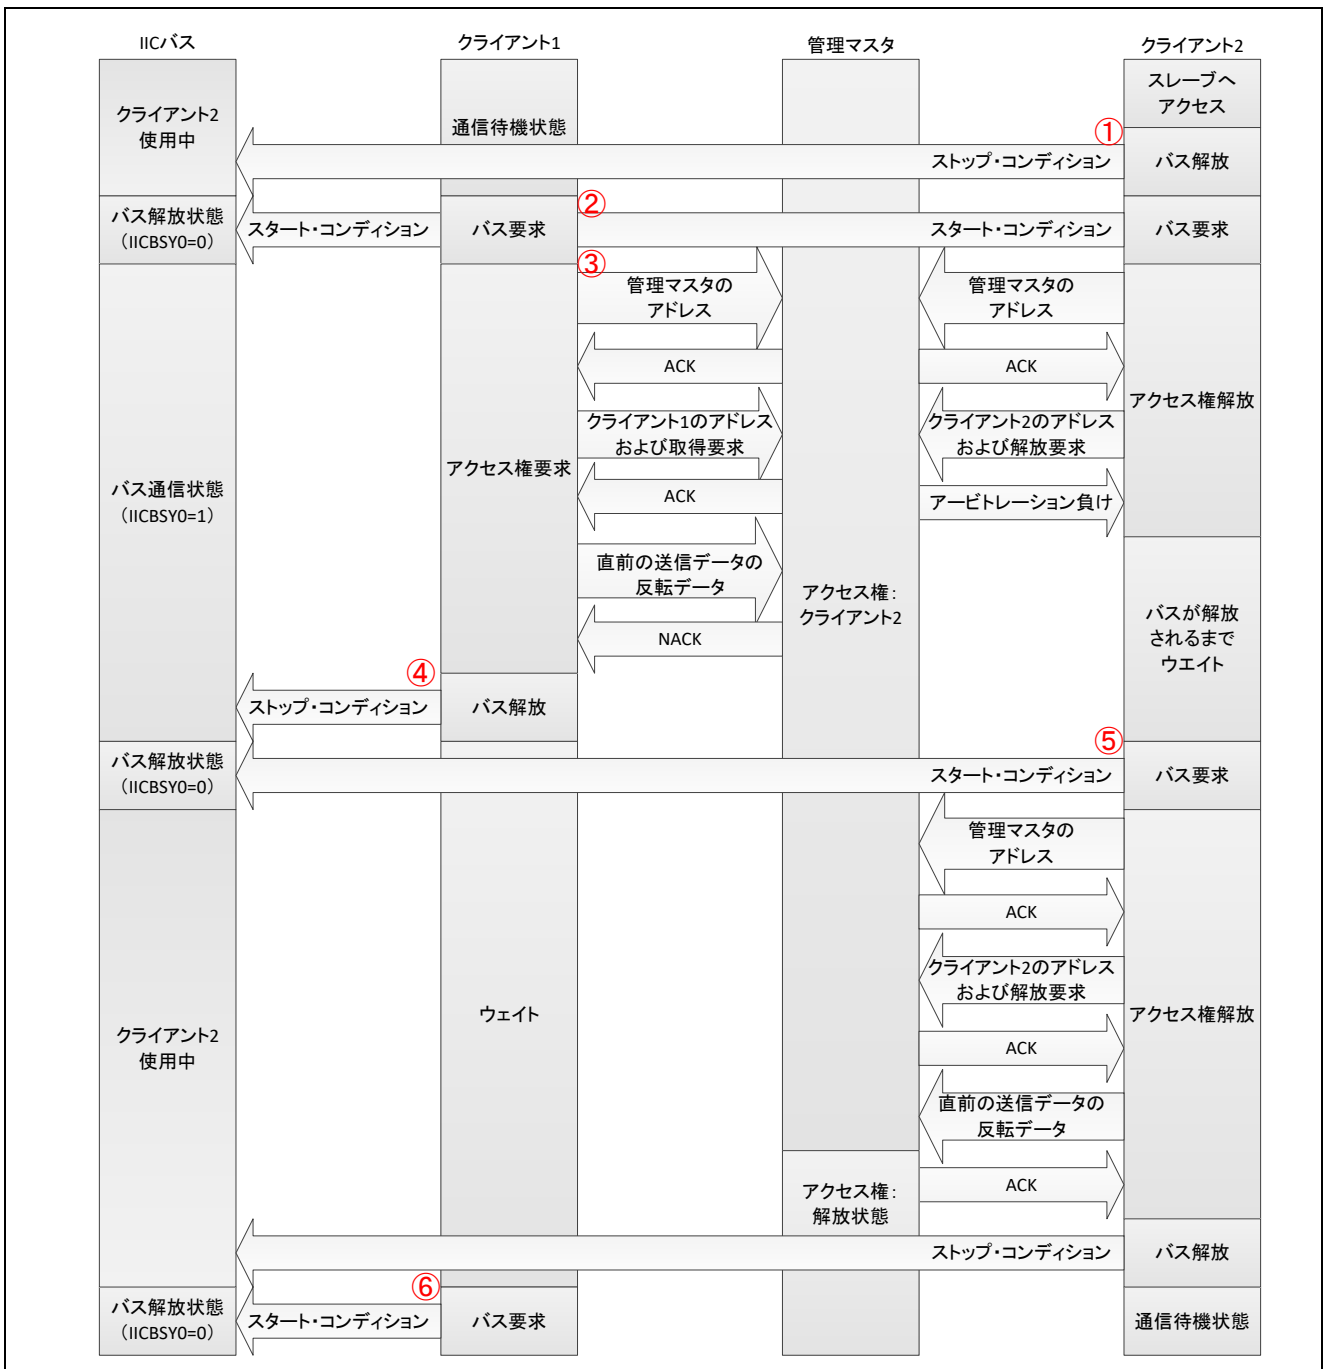 IICバス
クライアント1
管理マスタ
クライアント2
クライアント2
使用中
通信待機状態
スレーブへ
アクセス
①
ストップ・コンディション
バス解放
バス解放状態
（IICBSY0=0）
スタート・コンディション
バス要求
②
スタート・コンディション
バス要求
③
管理マスタの
アドレス
管理マスタの
アドレス
ACK
ACK
クライアント1のアドレス
および取得要求
クライアント2のアドレス
および解放要求
アクセス権解放
アクセス権要求
バス通信状態
（IICBSY0=1）
ACK
アービトレーション負け
直前の送信データの
反転データ
アクセス権：
クライアント2
NACK
バスが解放
されるまで
ウエイト
④
ストップ・コンディション
バス解放
⑤
バス解放状態
（IICBSY0=0）
スタート・コンディション
バス要求
管理マスタの
アドレス
ACK
クライアント2のアドレス
および解放要求
ウェイト
アクセス権解放
クライアント2
使用中
ACK
直前の送信データの
反転データ
アクセス権：
解放状態
ACK
ストップ・コンディション
バス解放
⑥
バス解放状態
（IICBSY0=0）
スタート・コンディション
バス要求
通信待機状態